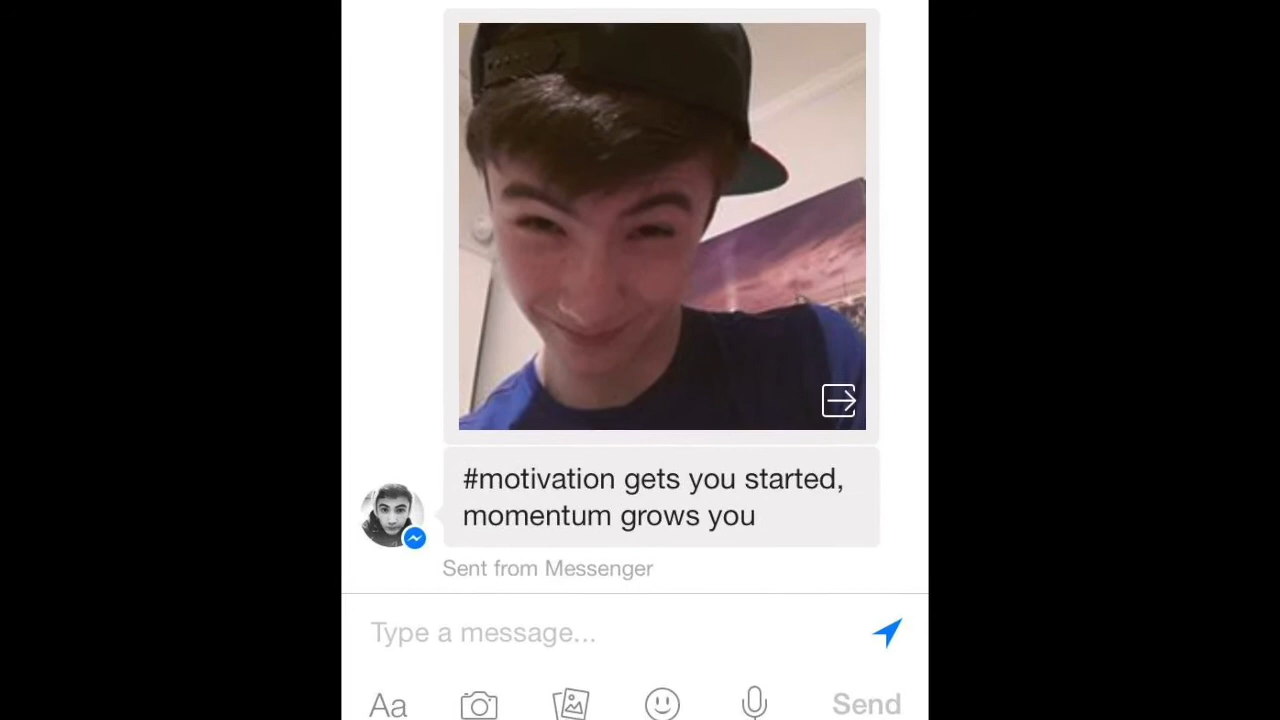 #motivation gets you started,
momentum grows you
Sent from Messenger
Type a message...
Aa
Send